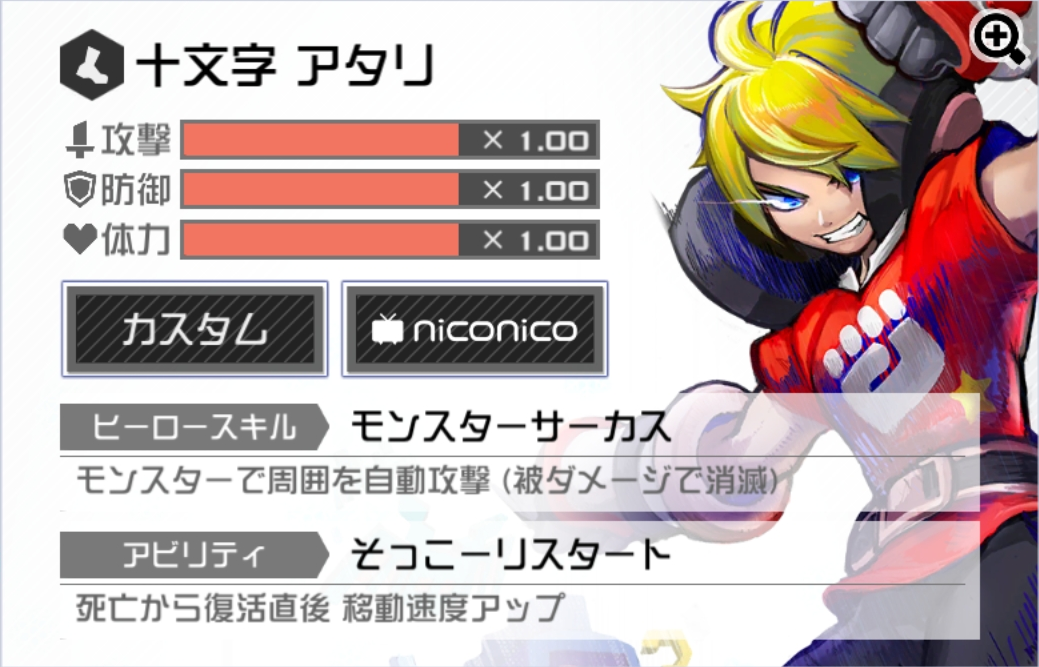 十文字 アタリ
攻撃 × 1.00
防御 × 1.00
体力 × 1.00
カスタム niconico
ヒーロースキル モンスターサーカス
モンスターで周囲を自動攻撃 (被ダメージで消滅)
アビリティ そっこーリスタート
死亡から復活直後 移動速度アップ